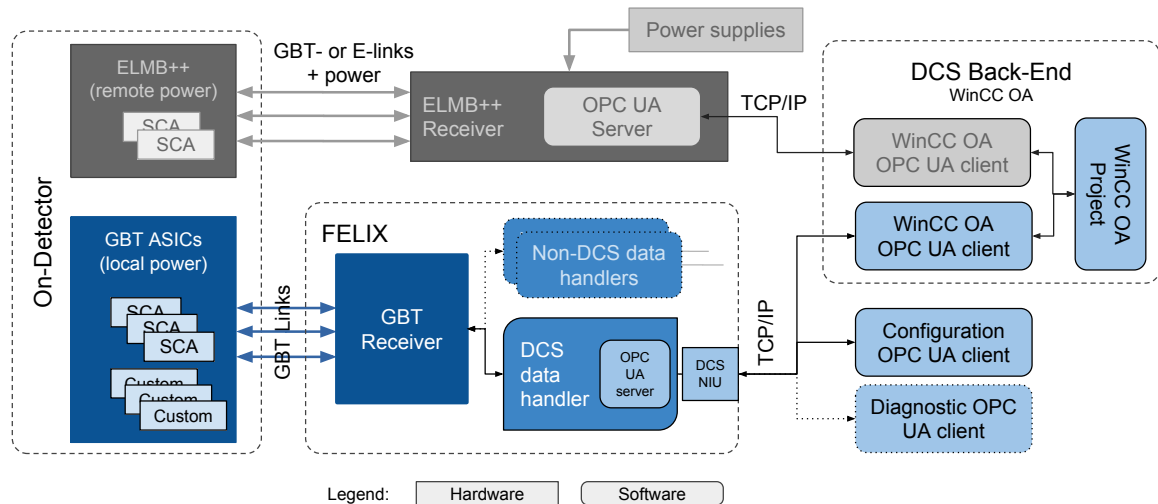 On-Detector
ELMB++
(remote power)
SCA
SCA
GBT- or E-links
+ power
Power supplies
ELMB++
Receiver
OPC UA
Server
TCP/IP
DCS Back-End
WinCC OA
WinCC OA
OPC UA client
WinCC OA
OPC UA client
WinCC OA
Project
GBT ASICs
(local power)
SCA
SCA
SCA
Custom
Custom
Custom
GBT Links
FELIX
GBT
Receiver
Non-DCS data
handlers
DCS
data
handler
OPC
UA
server
DCS
NIU
TCP/IP
Configuration
OPC UA client
Diagnostic OPC
UA client
Legend:
Hardware
Software